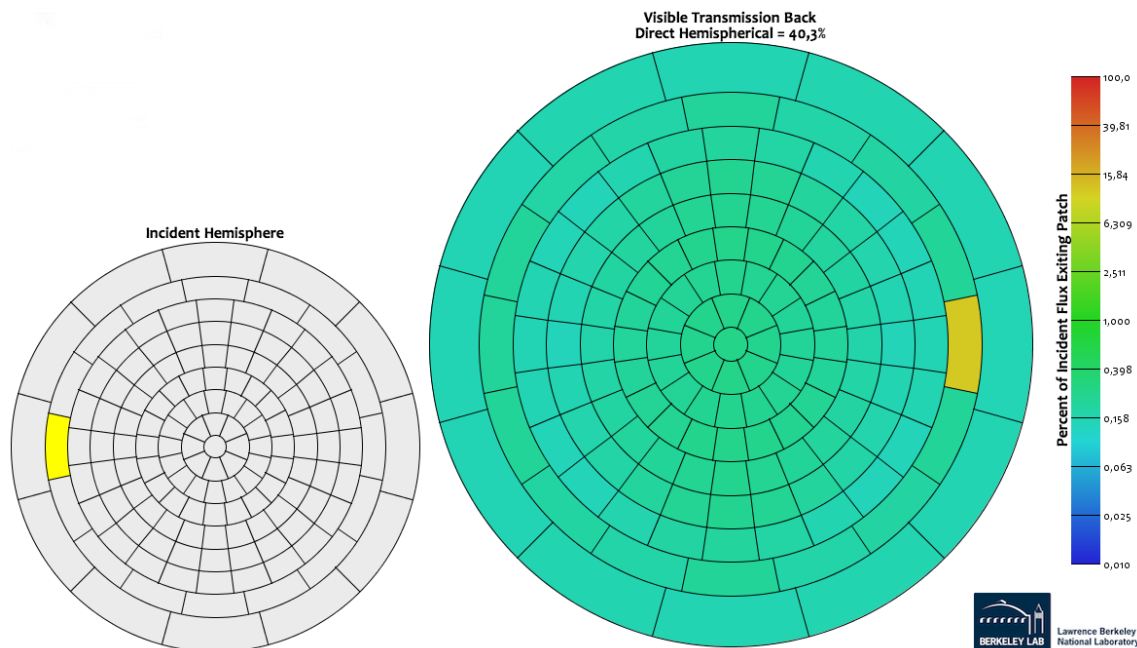 Visible Transmission Back
Direct Hemispherical = 40,3%
Incident Hemisphere
Percent of Incident Flux Exiting Patch
100,0
39,81
15,84
6,309
2,511
1,000
0,398
0,158
0,063
0,025
0,010
BERKELEY LAB
Lawrence Berkeley
National Laboratory